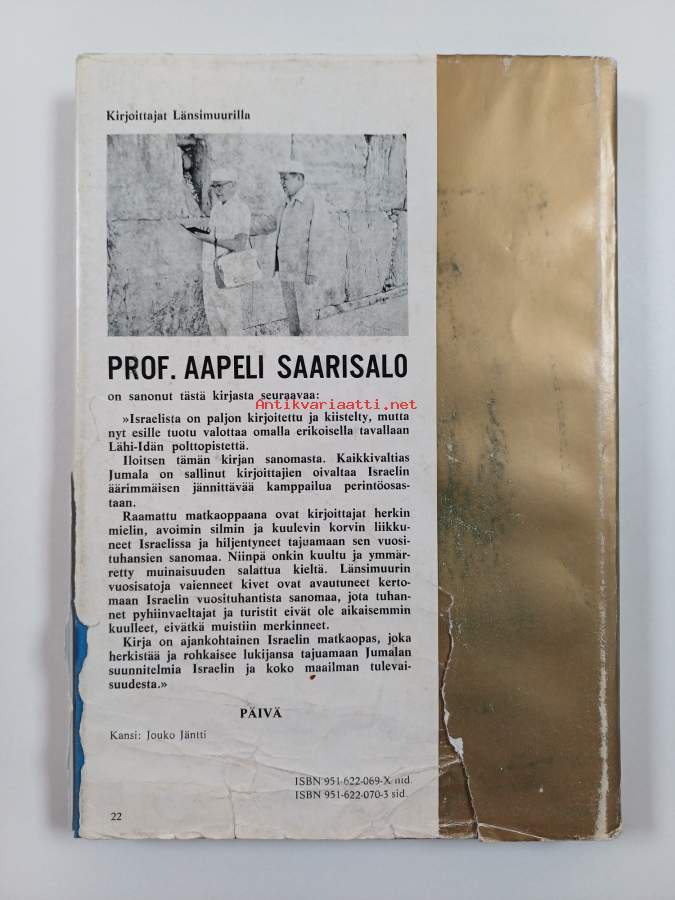 Kirjoittajat Länsimuurilla
PROF. AAPELI SAARISALO
on sanonut tästä kirjasta seuraavaa:
Antikvariaatti.net
»Israelista on paljon kirjoitettu ja kiistelty, mutta
nyt esille tuotu valottaa omalla erikoisella tavallaan
Lähi-Idän polttopistettä.
Iloitsen tämän kirjan sanomasta. Kaikkivaltias
Jumala on sallinut kirjoittajien oivaltaa Israelin
äärimmäisen jännittävää kamppailua perintöosas-
taan.
Raamattu matkaoppaana ovat kirjoittajat herkin
mielin, avoimin silmin ja kuulevin korvin liikku-
neet Israelissa ja hiljentyneet tajuamaan sen vuosi-
tuhansien sanomaa. Niinpä onkin kuultu ja ymmär-
retty muinaisuuden salattua kieltä. Länsimuurin
vuosisatoja vaienneet kivet ovat avautuneet kerto-
maan Israelin vuosituhantista sanomaa, jota tuhan-
net pyhiinvaeltajat ja turistit eivät ole aikaisemmin
kuulleet, eivätkä muistiin merkinneet.
Kirja on ajankohtainen Israelin matkaopas, joka
herkistää ja rohkaisee lukijansa tajuamaan Jumalan
suunnitelmia Israelin ja koko maailman tulevai-
suudesta.»
PÄIVÄ
Kansi: Jouko Jäntti
ISBN 951-622-069-X nid.
ISBN 951-622-070-3 sid.
22